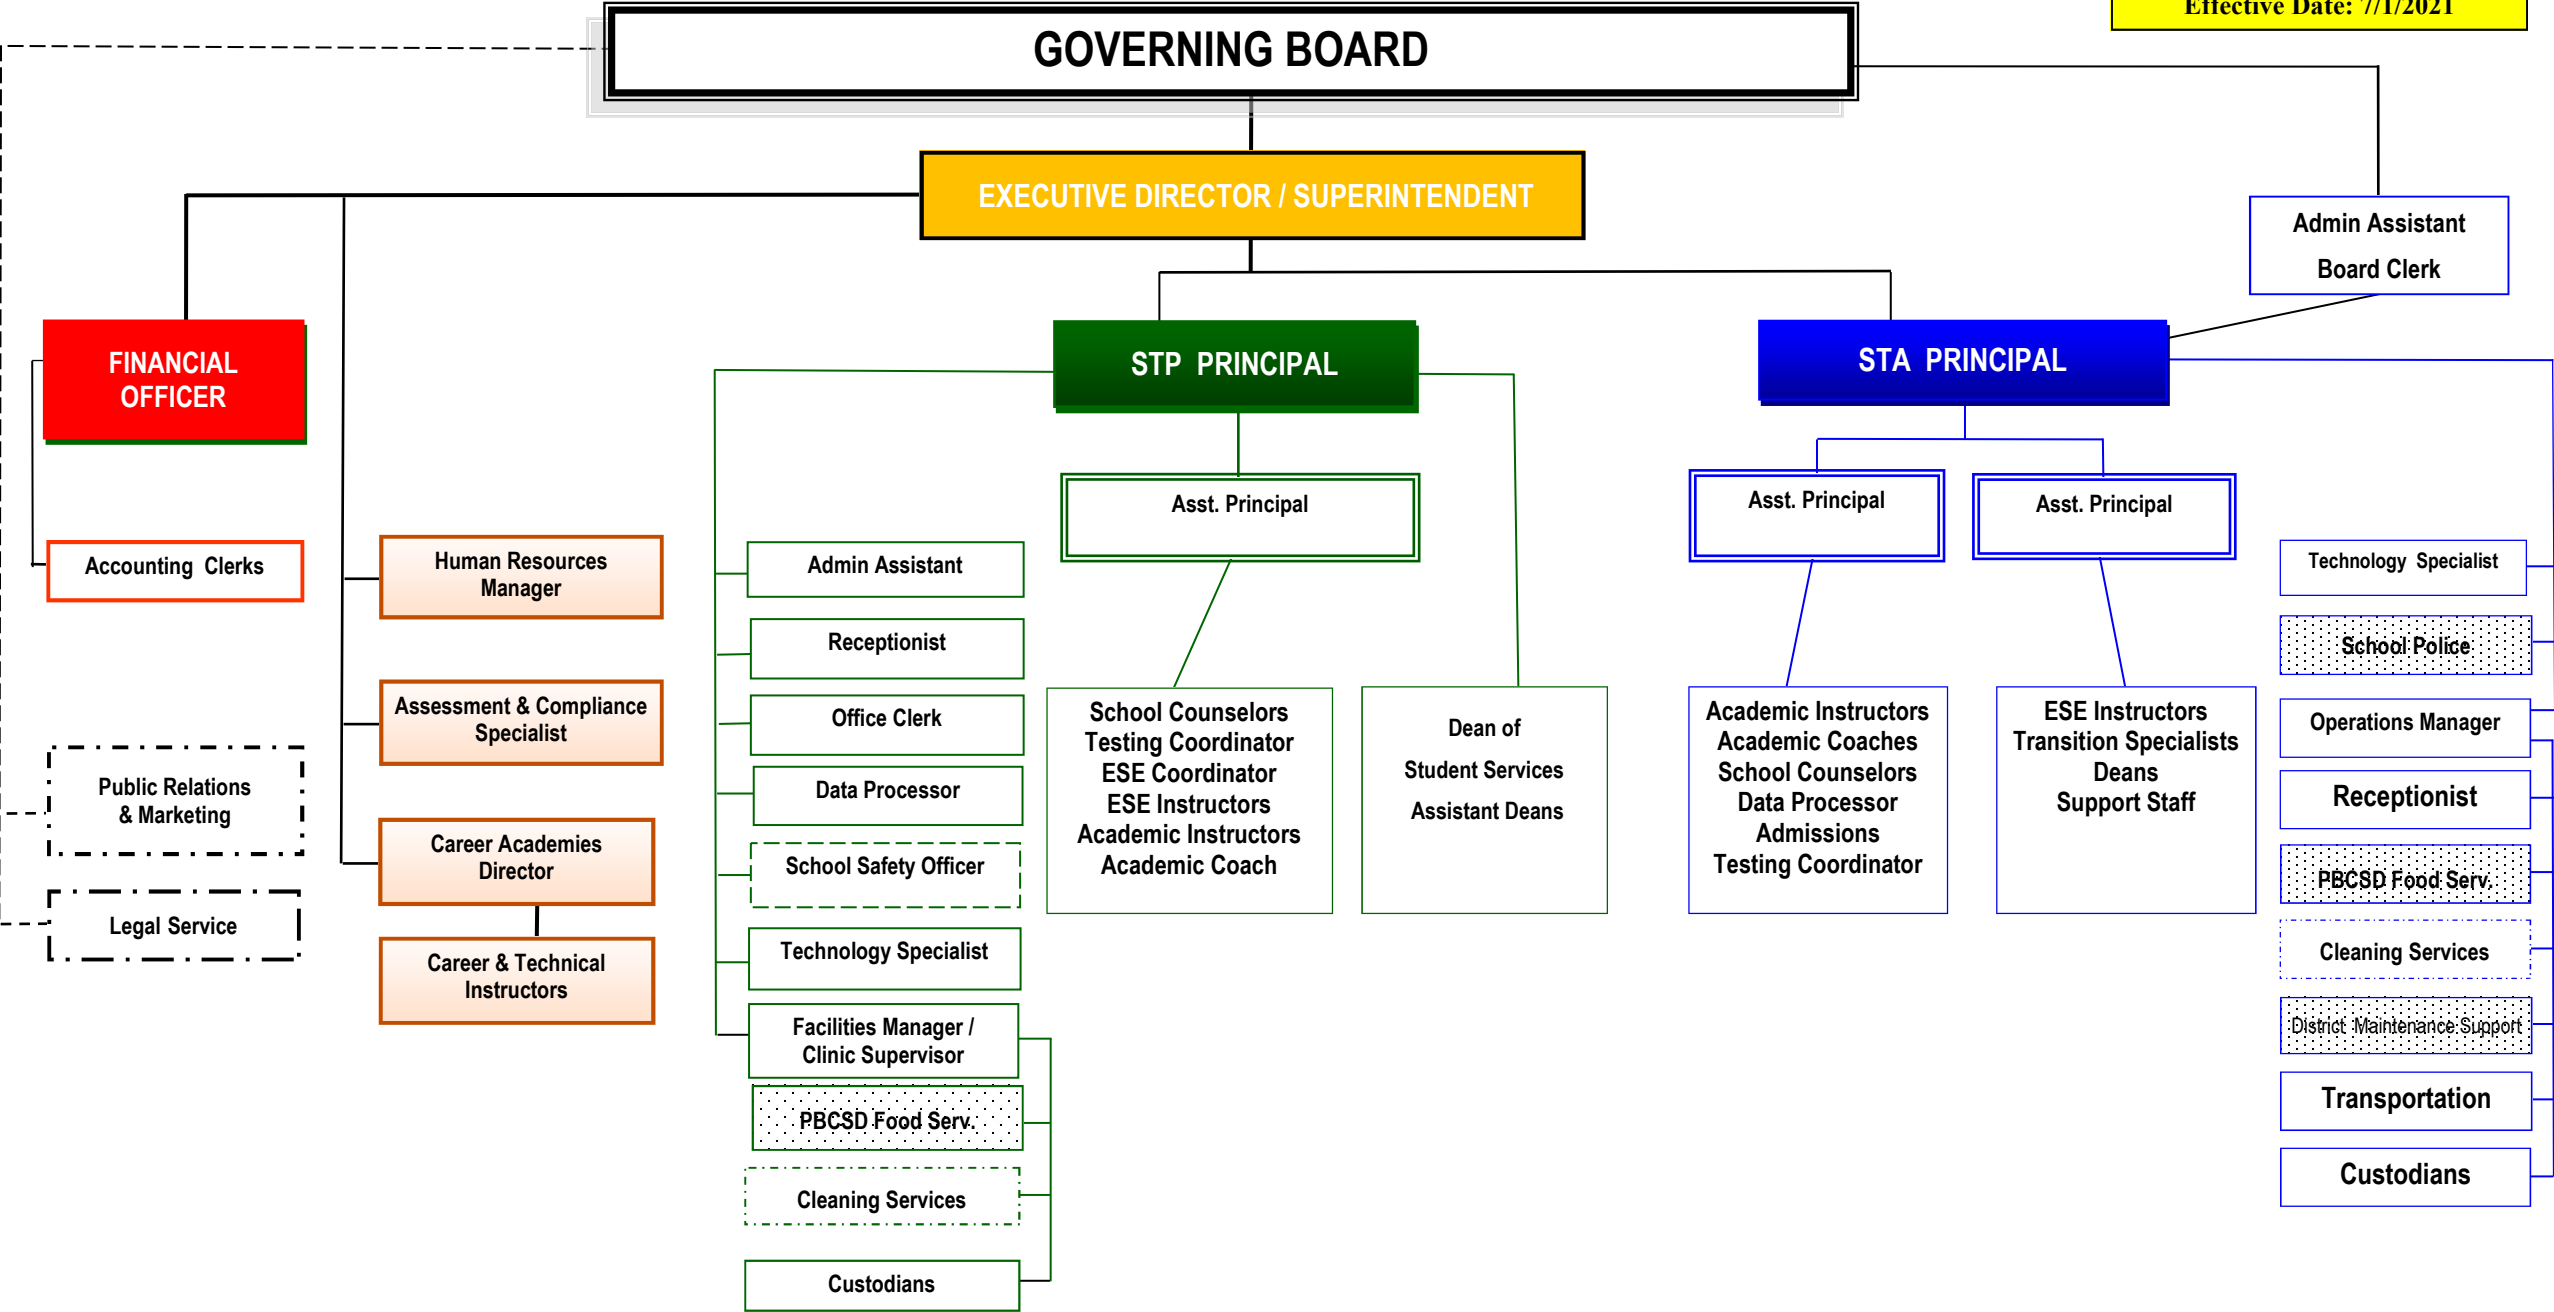 Effective Date: 7/1/2021
GOVERNING BOARD
EXECUTIVE DIRECTOR / SUPERINTENDENT
Admin Assistant
Board Clerk
FINANCIAL
OFFICER
STP PRINCIPAL
STA PRINCIPAL
Accounting Clerks
Public Relations
& Marketing
Legal Service
Human Resources
Manager
Assessment & Compliance
Specialist
Career Academies
Director
Career & Technical
Instructors
Admin Assistant
Receptionist
Office Clerk
Data Processor
School Safety Officer
Technology Specialist
Facilities Manager /
Clinic Supervisor
PBCSD Food Serv.
Cleaning Services
Custodians
Asst. Principal
School Counselors
Testing Coordinator
ESE Coordinator
ESE Instructors
Academic Instructors
Academic Coach
Dean of
Student Services
Assistant Deans
Asst. Principal
Academic Instructors
Academic Coaches
School Counselors
Data Processor
Admissions
Testing Coordinator
Asst. Principal
ESE Instructors
Transition Specialists
Deans
Support Staff
Technology Specialist
School Police
Operations Manager
Receptionist
PBCSD Food Serv.
Cleaning Services
District Maintenance Support
Transportation
Custodians